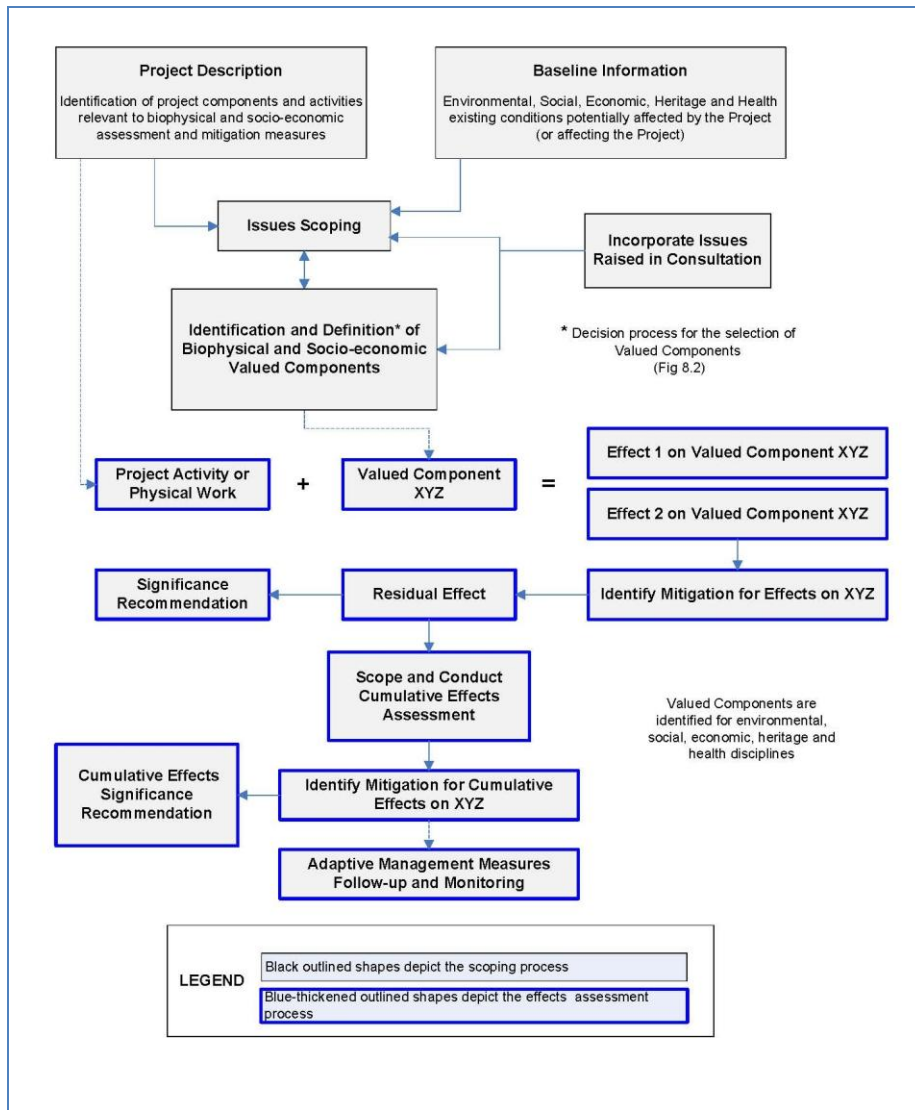 Project Description
Identification of project components and activities
relevant to biophysical and socio-economic
assessment and mitigation measures
Baseline Information
Environmental, Social, Economic, Heritage and Health
existing conditions potentially affected by the Project
(or affecting the Project)
Issues Scoping
Incorporate Issues
Raised in Consultation
Identification and Definition* of
Biophysical and Socio-economic
Valued Components
* Decision process for the selection of
Valued Components
(Fig 8.2)
Project Activity or
Physical Work
+
Valued Component
XYZ
=
Effect 1 on Valued Component XYZ
Effect 2 on Valued Component XYZ
Significance
Recommendation
Residual Effect
Identify Mitigation for Effects on XYZ
Scope and Conduct
Cumulative Effects
Assessment
Valued Components are
identified for environmental,
social, economic, heritage and
health disciplines
Cumulative Effects
Significance
Recommendation
Identify Mitigation for Cumulative
Effects on XYZ
Adaptive Management Measures
Follow-up and Monitoring
LEGEND
Black outlined shapes depict the scoping process
Blue-thickened outlined shapes depict the effects assessment
process